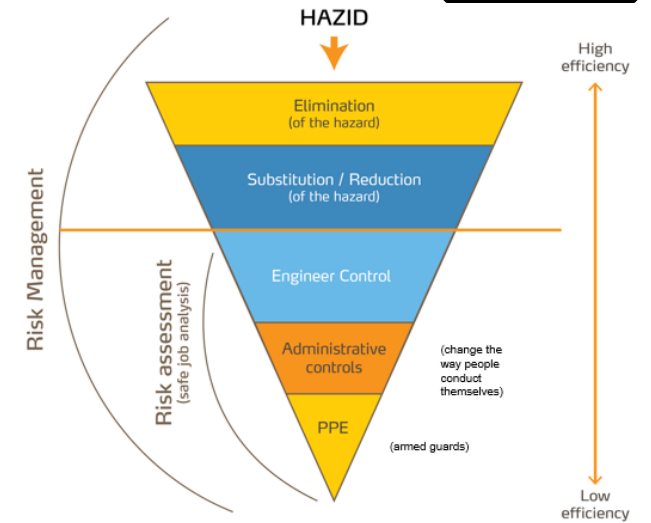 HAZID
High
efficiency
Elimination
(of the hazard)
Substitution / Reduction
(of the hazard)
Risk Management
Risk assessment
(safe job analysis)
Engineer Control
Administrative
controls
(change the
way people
conduct
themselves)
PPE
(armed guards)
Low
efficiency